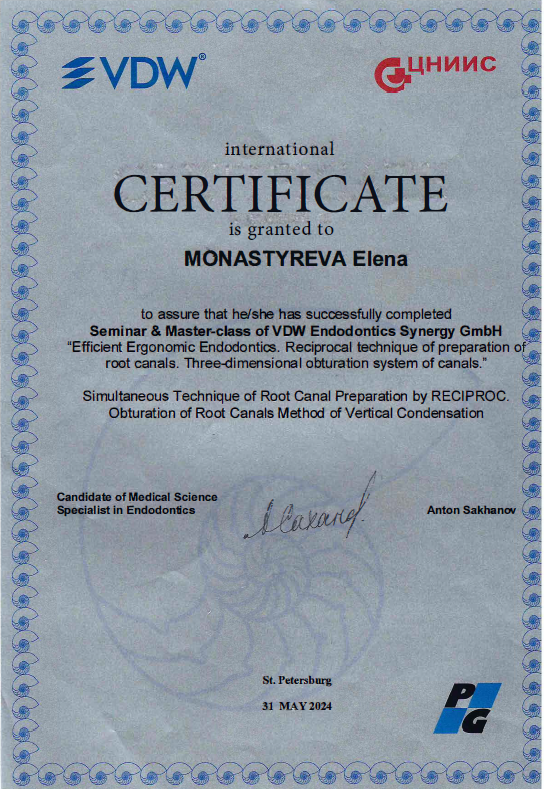 VDW®
ЦНИИС
international
CERTIFICATE
is granted to
MONASTYREVA Elena
to assure that he/she has successfully completed
Seminar & Master-class of VDW Endodontics Synergy GmbH
“Efficient Ergonomic Endodontics. Reciprocal technique of preparation of
root canals. Three-dimensional obturation system of canals.”
Simultaneous Technique of Root Canal Preparation by RECIPROC.
Obturation of Root Canals Method of Vertical Condensation
Candidate of Medical Science
Specialist in Endodontics
Anton Sakhanov
St. Petersburg
31 MAY 2024
PG